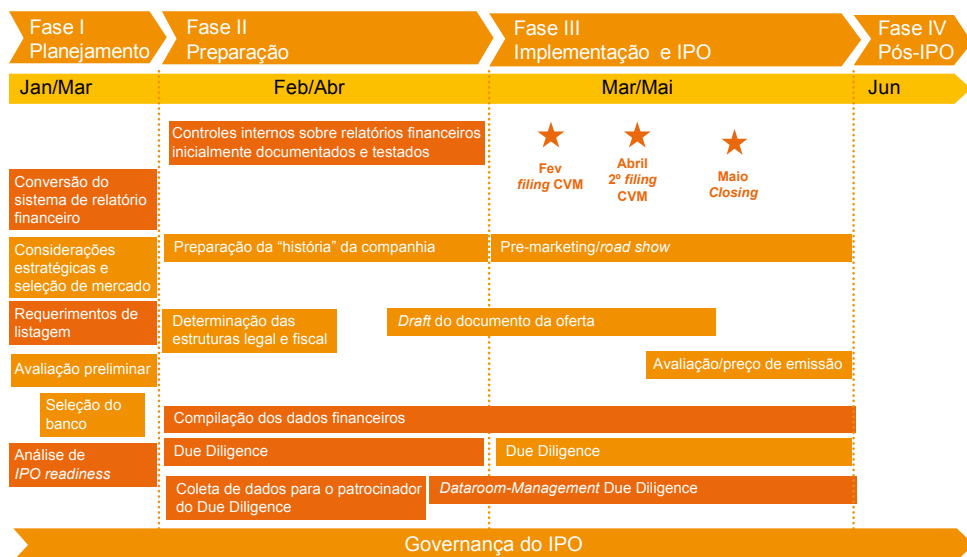 Fase I
Planejamento
Fase II
Preparação
Fase III
Implementação e IPO
Fase IV
Pós-IPO
Jan/Mar
Feb/Abr
Mar/Mai
Jun
Controles internos sobre relatórios financeiros
inicialmente documentados e testados
Fev
filing CVM
Abril
2º filing
CVM
Maio
Closing
Conversão do
sistema de relatório
financeiro
Considerações
estratégicas e
seleção de mercado
Preparação da “história” da companhia
Pre-marketing/road show
Requerimentos de
listagem
Determinação das
estruturas legal e fiscal
Draft do documento da oferta
Avaliação preliminar
Avaliação/preço de emissão
Seleção do
banco
Compilação dos dados financeiros
Análise de
IPO readiness
Due Diligence
Due Diligence
Coleta de dados para o patrocinador
do Due Diligence
Dataroom-Management Due Diligence
Governança do IPO